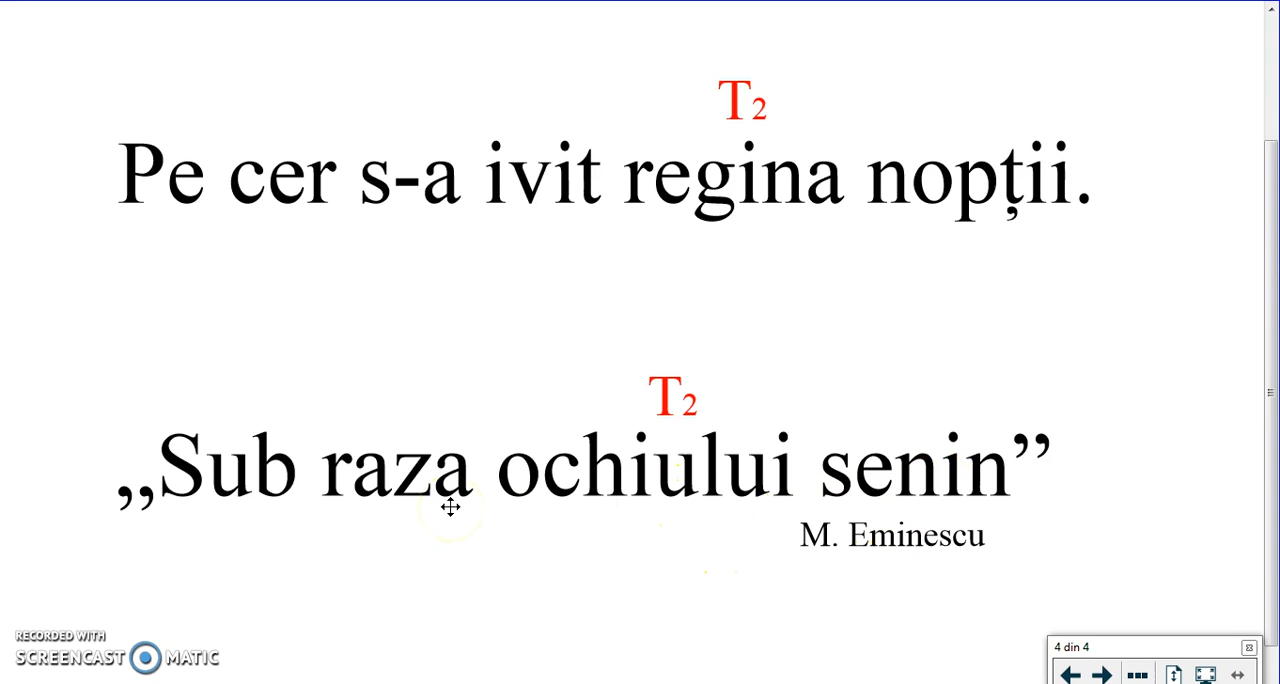 T2
Pe cer s-a ivit regina nopții.
T2
„Sub raza ochiului senin”
M. Eminescu
RECORDED WITH
SCREENCAST MATIC
4 din 4